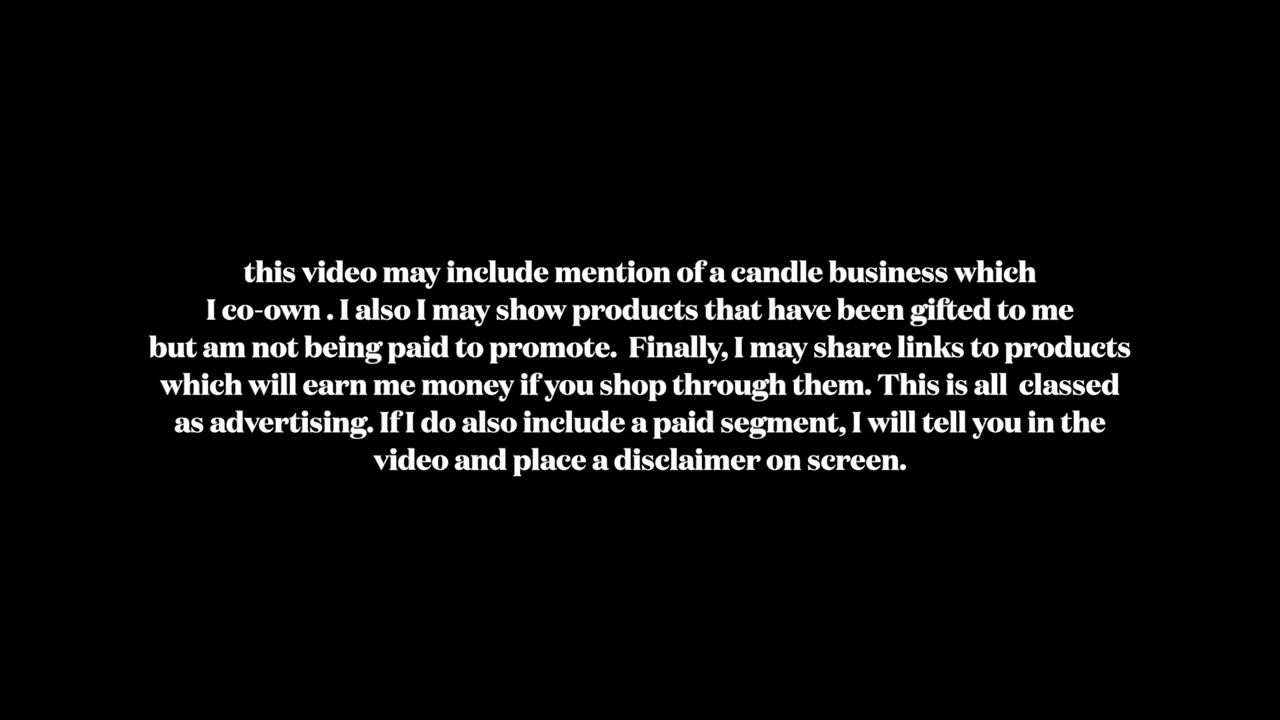 this video may include mention of a candle business which
I co-own . I also I may show products that have been gifted to me
but am not being paid to promote.  Finally, I may share links to products
which will earn me money if you shop through them. This is all  classed
as advertising. If I do also include a paid segment, I will tell you in the
video and place a disclaimer on screen.